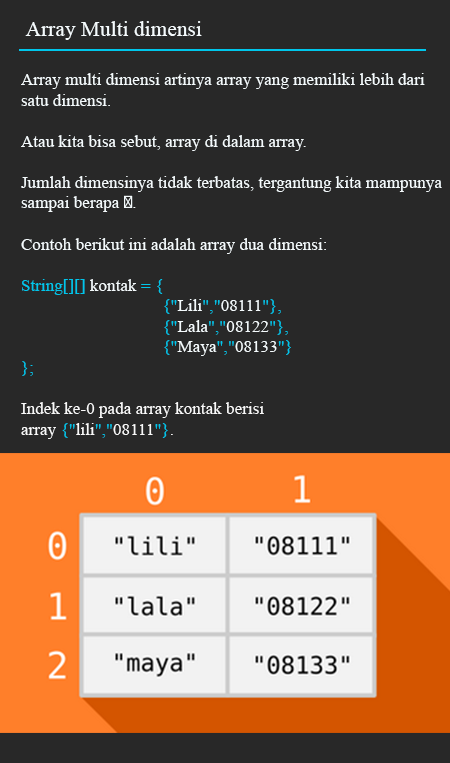 Array Multi dimensi
Array multi dimensi artinya array yang memiliki lebih dari
satu dimensi.
Atau kita bisa sebut, array di dalam array.
Jumlah dimensinya tidak terbatas, tergantung kita mampunya
sampai berapa .
Contoh berikut ini adalah array dua dimensi:
String[][] kontak = {
{"Lili","08111"},
{"Lala","08122"},
{"Maya","08133"}
};
Indek ke-0 pada array kontak berisi
array {"lili","08111"}.
0 1
0 "lili" "08111"
1 "lala" "08122"
2 "maya" "08133"